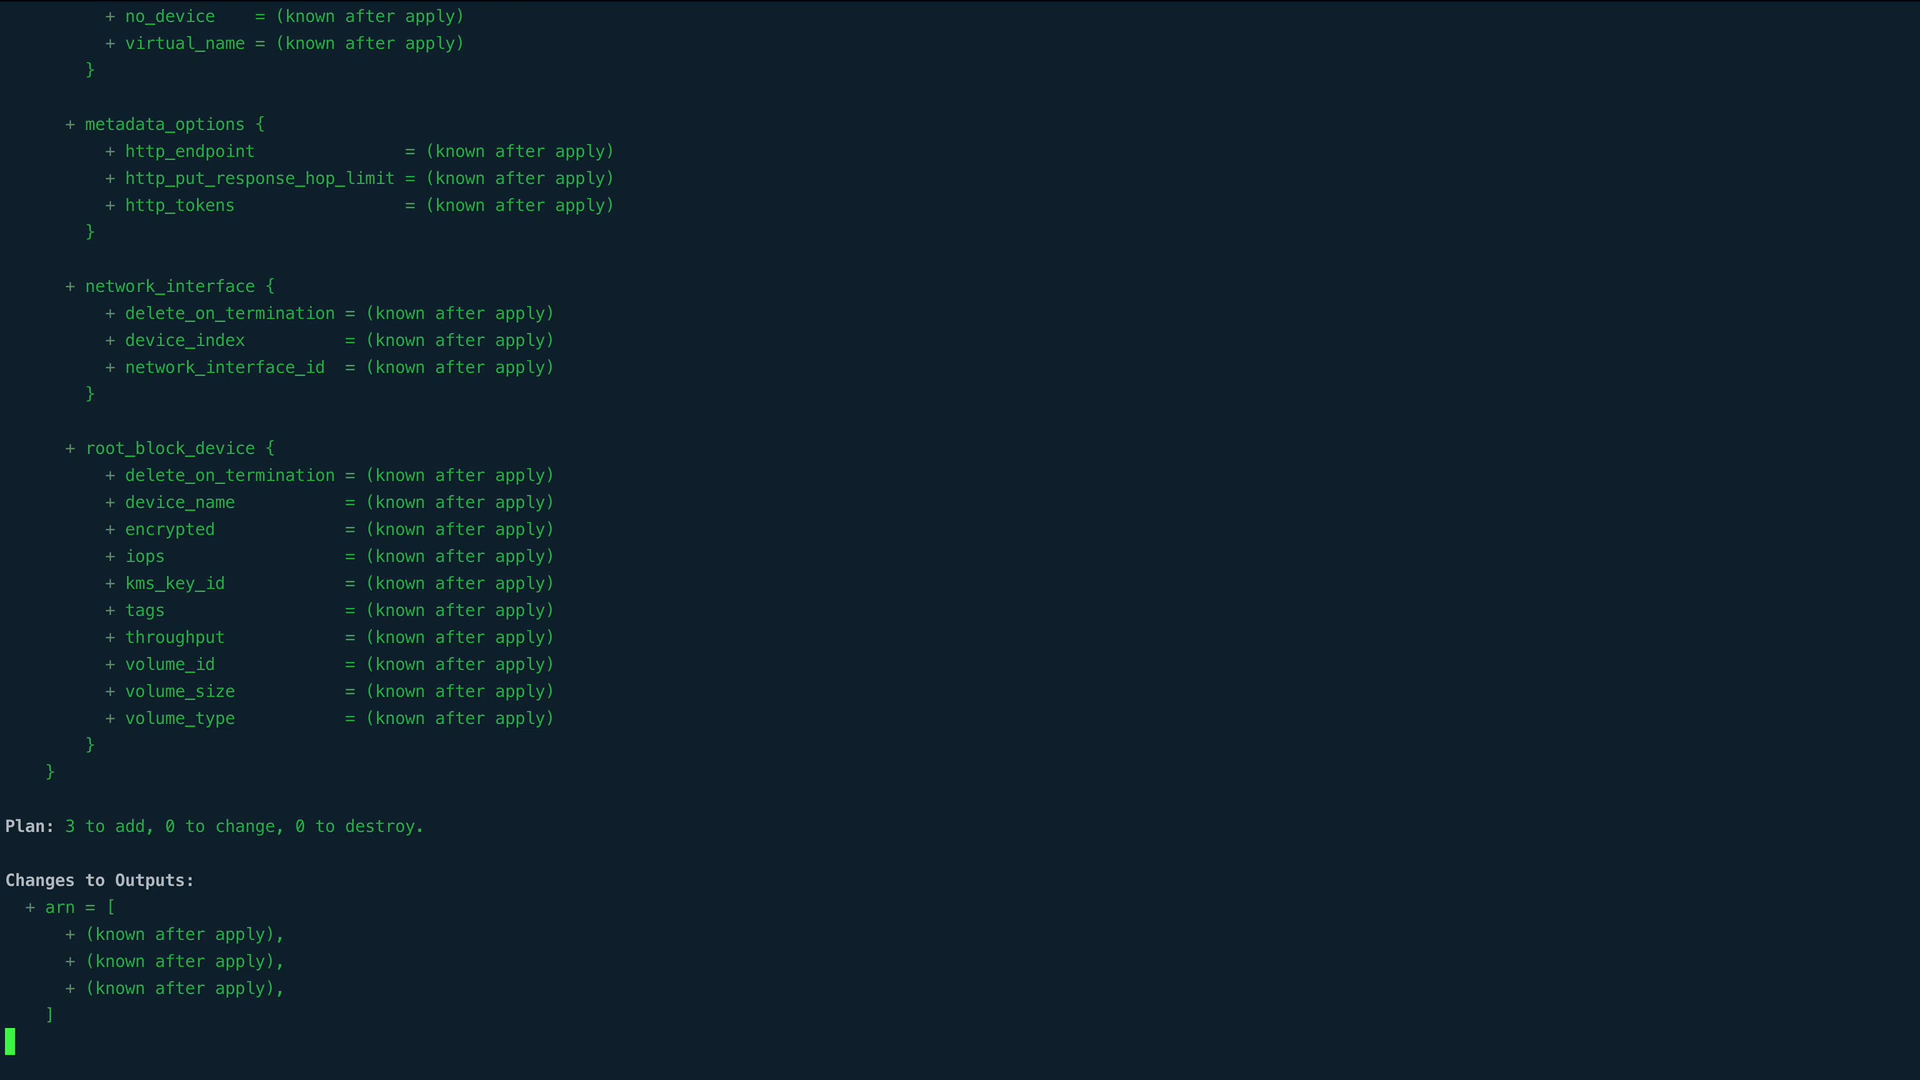 + no_device    = (known after apply)
+ virtual_name = (known after apply)
}
+ metadata_options {
+ http_endpoint               = (known after apply)
+ http_put_response_hop_limit = (known after apply)
+ http_tokens                 = (known after apply)
}
+ network_interface {
+ delete_on_termination = (known after apply)
+ device_index          = (known after apply)
+ network_interface_id  = (known after apply)
}
+ root_block_device {
+ delete_on_termination = (known after apply)
+ device_name           = (known after apply)
+ encrypted             = (known after apply)
+ iops                  = (known after apply)
+ kms_key_id            = (known after apply)
+ tags                  = (known after apply)
+ throughput            = (known after apply)
+ volume_id             = (known after apply)
+ volume_size           = (known after apply)
+ volume_type           = (known after apply)
}
}
Plan: 3 to add, 0 to change, 0 to destroy.
Changes to Outputs:
+ arn = [
+ (known after apply),
+ (known after apply),
+ (known after apply),
]